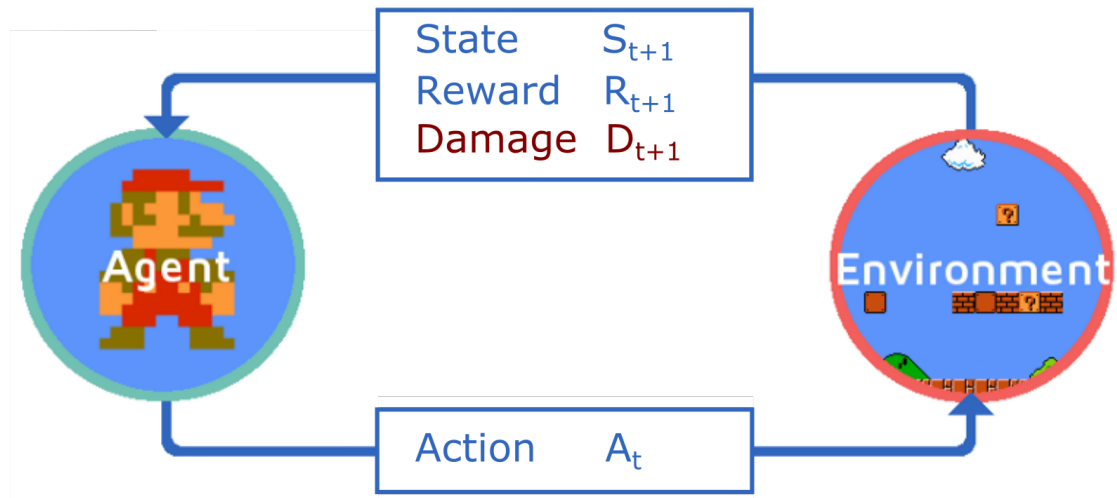 State S_{t+1}
Reward R_{t+1}
Damage D_{t+1}
Agent
Environment
?
?
Action A_t